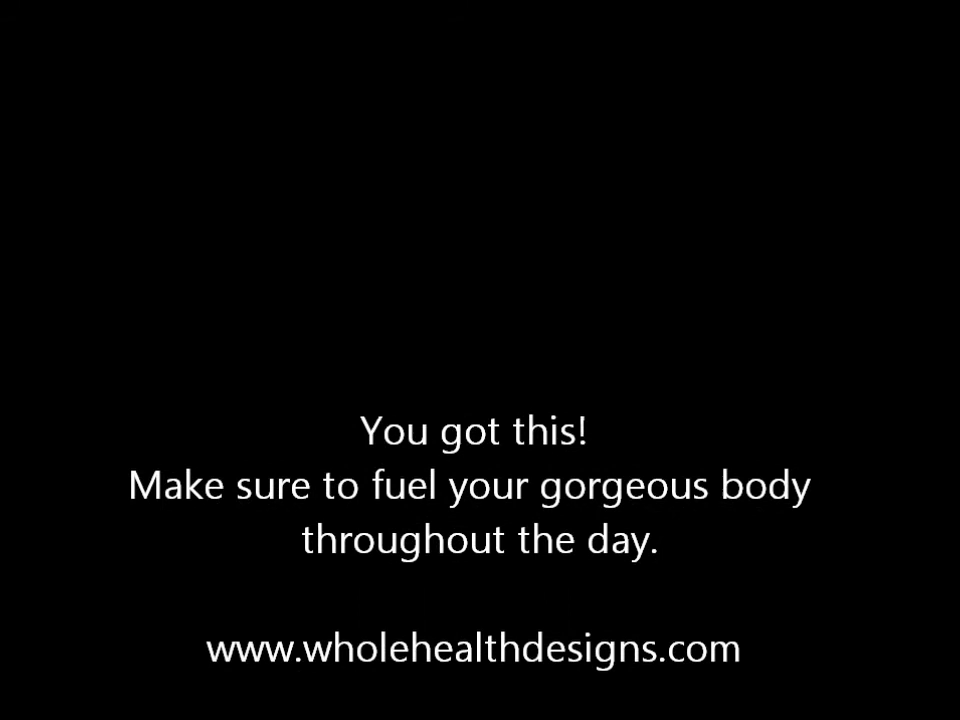 You got this!
Make sure to fuel your gorgeous body
throughout the day.
www.wholehealthdesigns.com